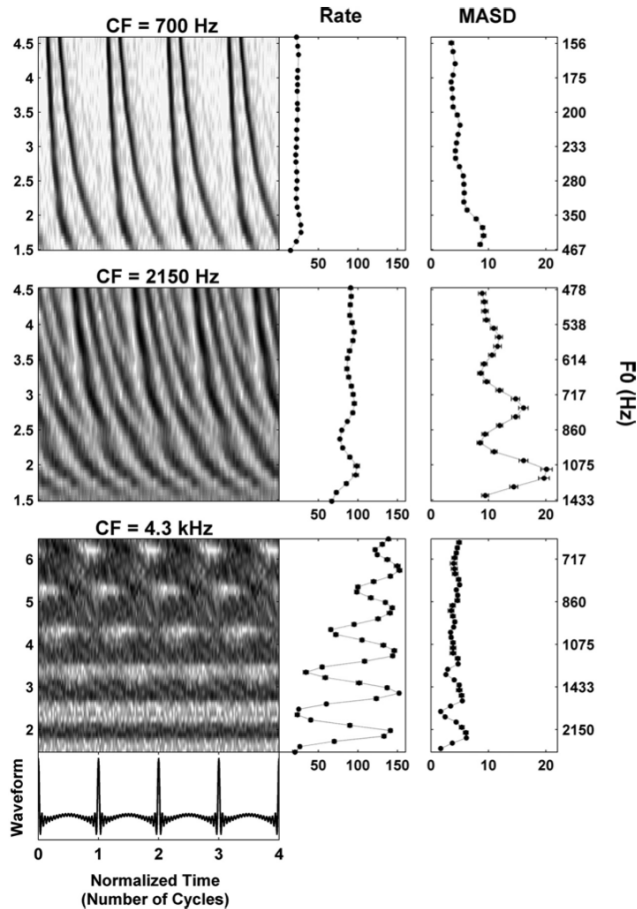 Rate MASD
CF = 700 Hz
4.5
4
3.5
3
2.5
2
1.5
50 100 150
0 10 20
156
175
200
233
280
350
467
CF = 2150 Hz
4.5
4
3.5
3
2.5
2
1.5
50 100 150
0 10 20
478
538
614
717
860
1075
1433
F0 (Hz)
CF = 4.3 kHz
6
5
4
3
2
50 100 150
0 10 20
717
860
1075
1433
2150
Waveform
0 1 2 3 4
Normalized Time
(Number of Cycles)